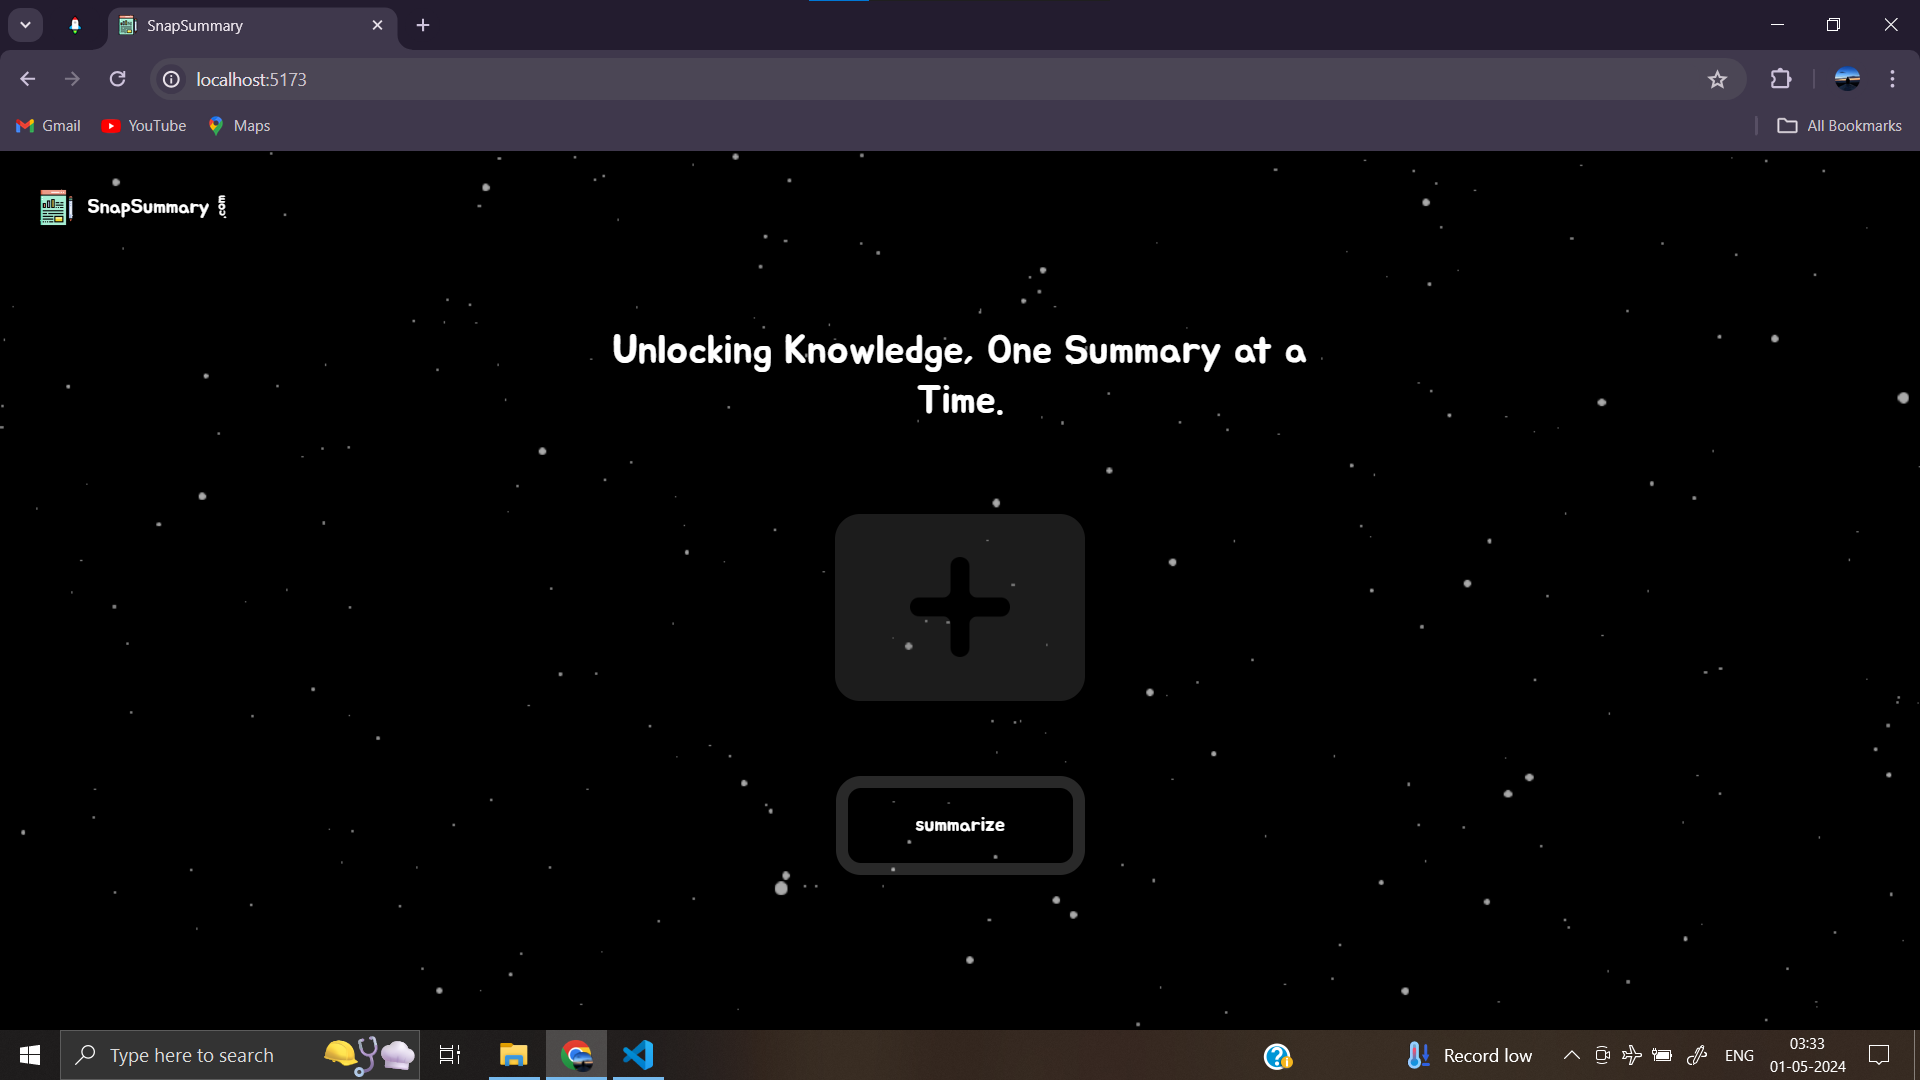 SnapSummary
localhost:5173
Gmail
YouTube
Maps
All Bookmarks
SnapSummary .com
Unlocking Knowledge, One Summary at a
Time.
summarize
Type here to search
Record low
ENG
03:33
01-05-2024